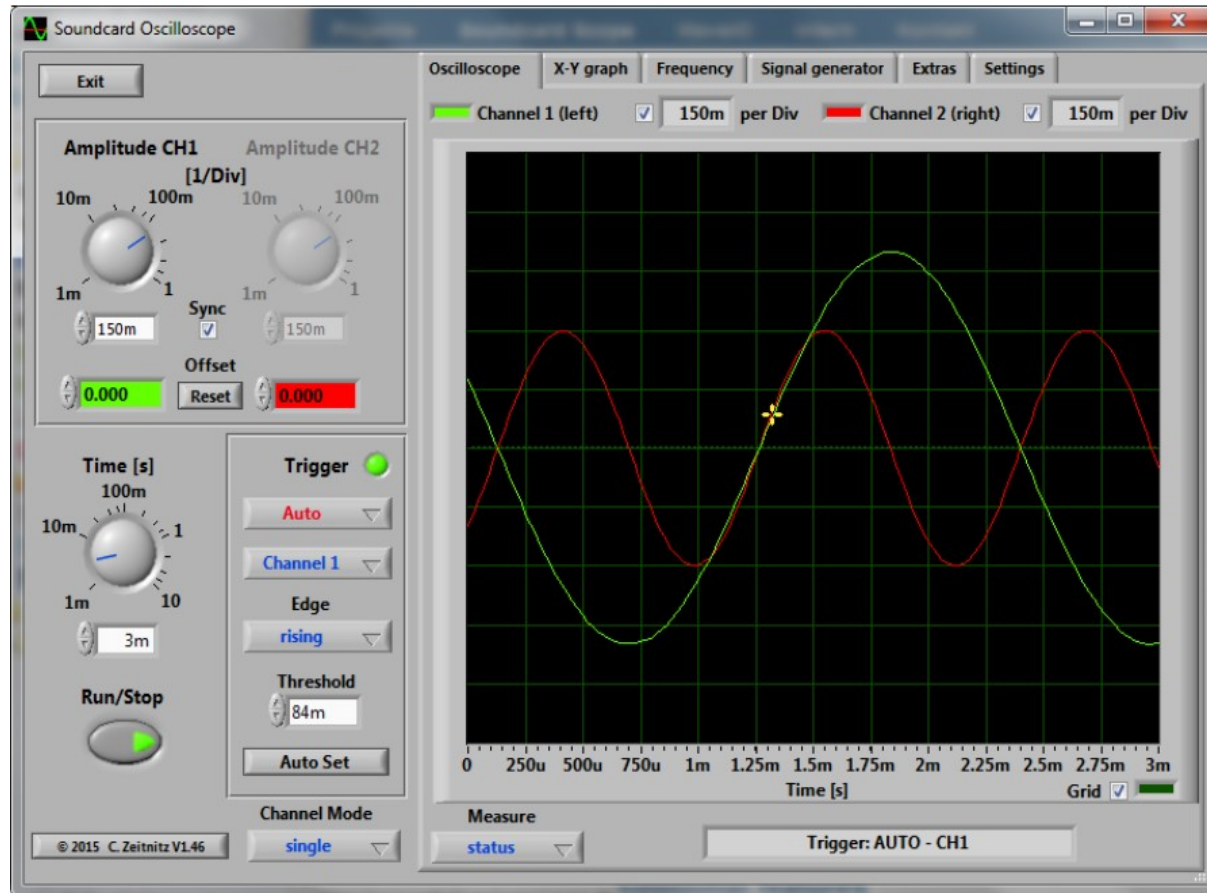 Soundcard Oscilloscope
Exit
Amplitude CH1 Amplitude CH2
[1/Div]
10m 100m 10m 100m
1m 1 1m 1
Sync
150m 150m
Offset
0.000 Reset 0.000
Time [s]
100m
10m 1
1m 10
3m
Run/Stop
Trigger
Auto
Channel 1
Edge
rising
Threshold
84m
Auto Set
Channel Mode
single
© 2015 C. Zeitnitz V1.46
Oscilloscope X-Y graph Frequency Signal generator Extras Settings
Channel 1 (left) 150m per Div Channel 2 (right) 150m per Div
0 250u 500u 750u 1m 1.25m 1.5m 1.75m 2m 2.25m 2.5m 2.75m 3m
Time [s]
Grid
Measure
status
Trigger: AUTO - CH1